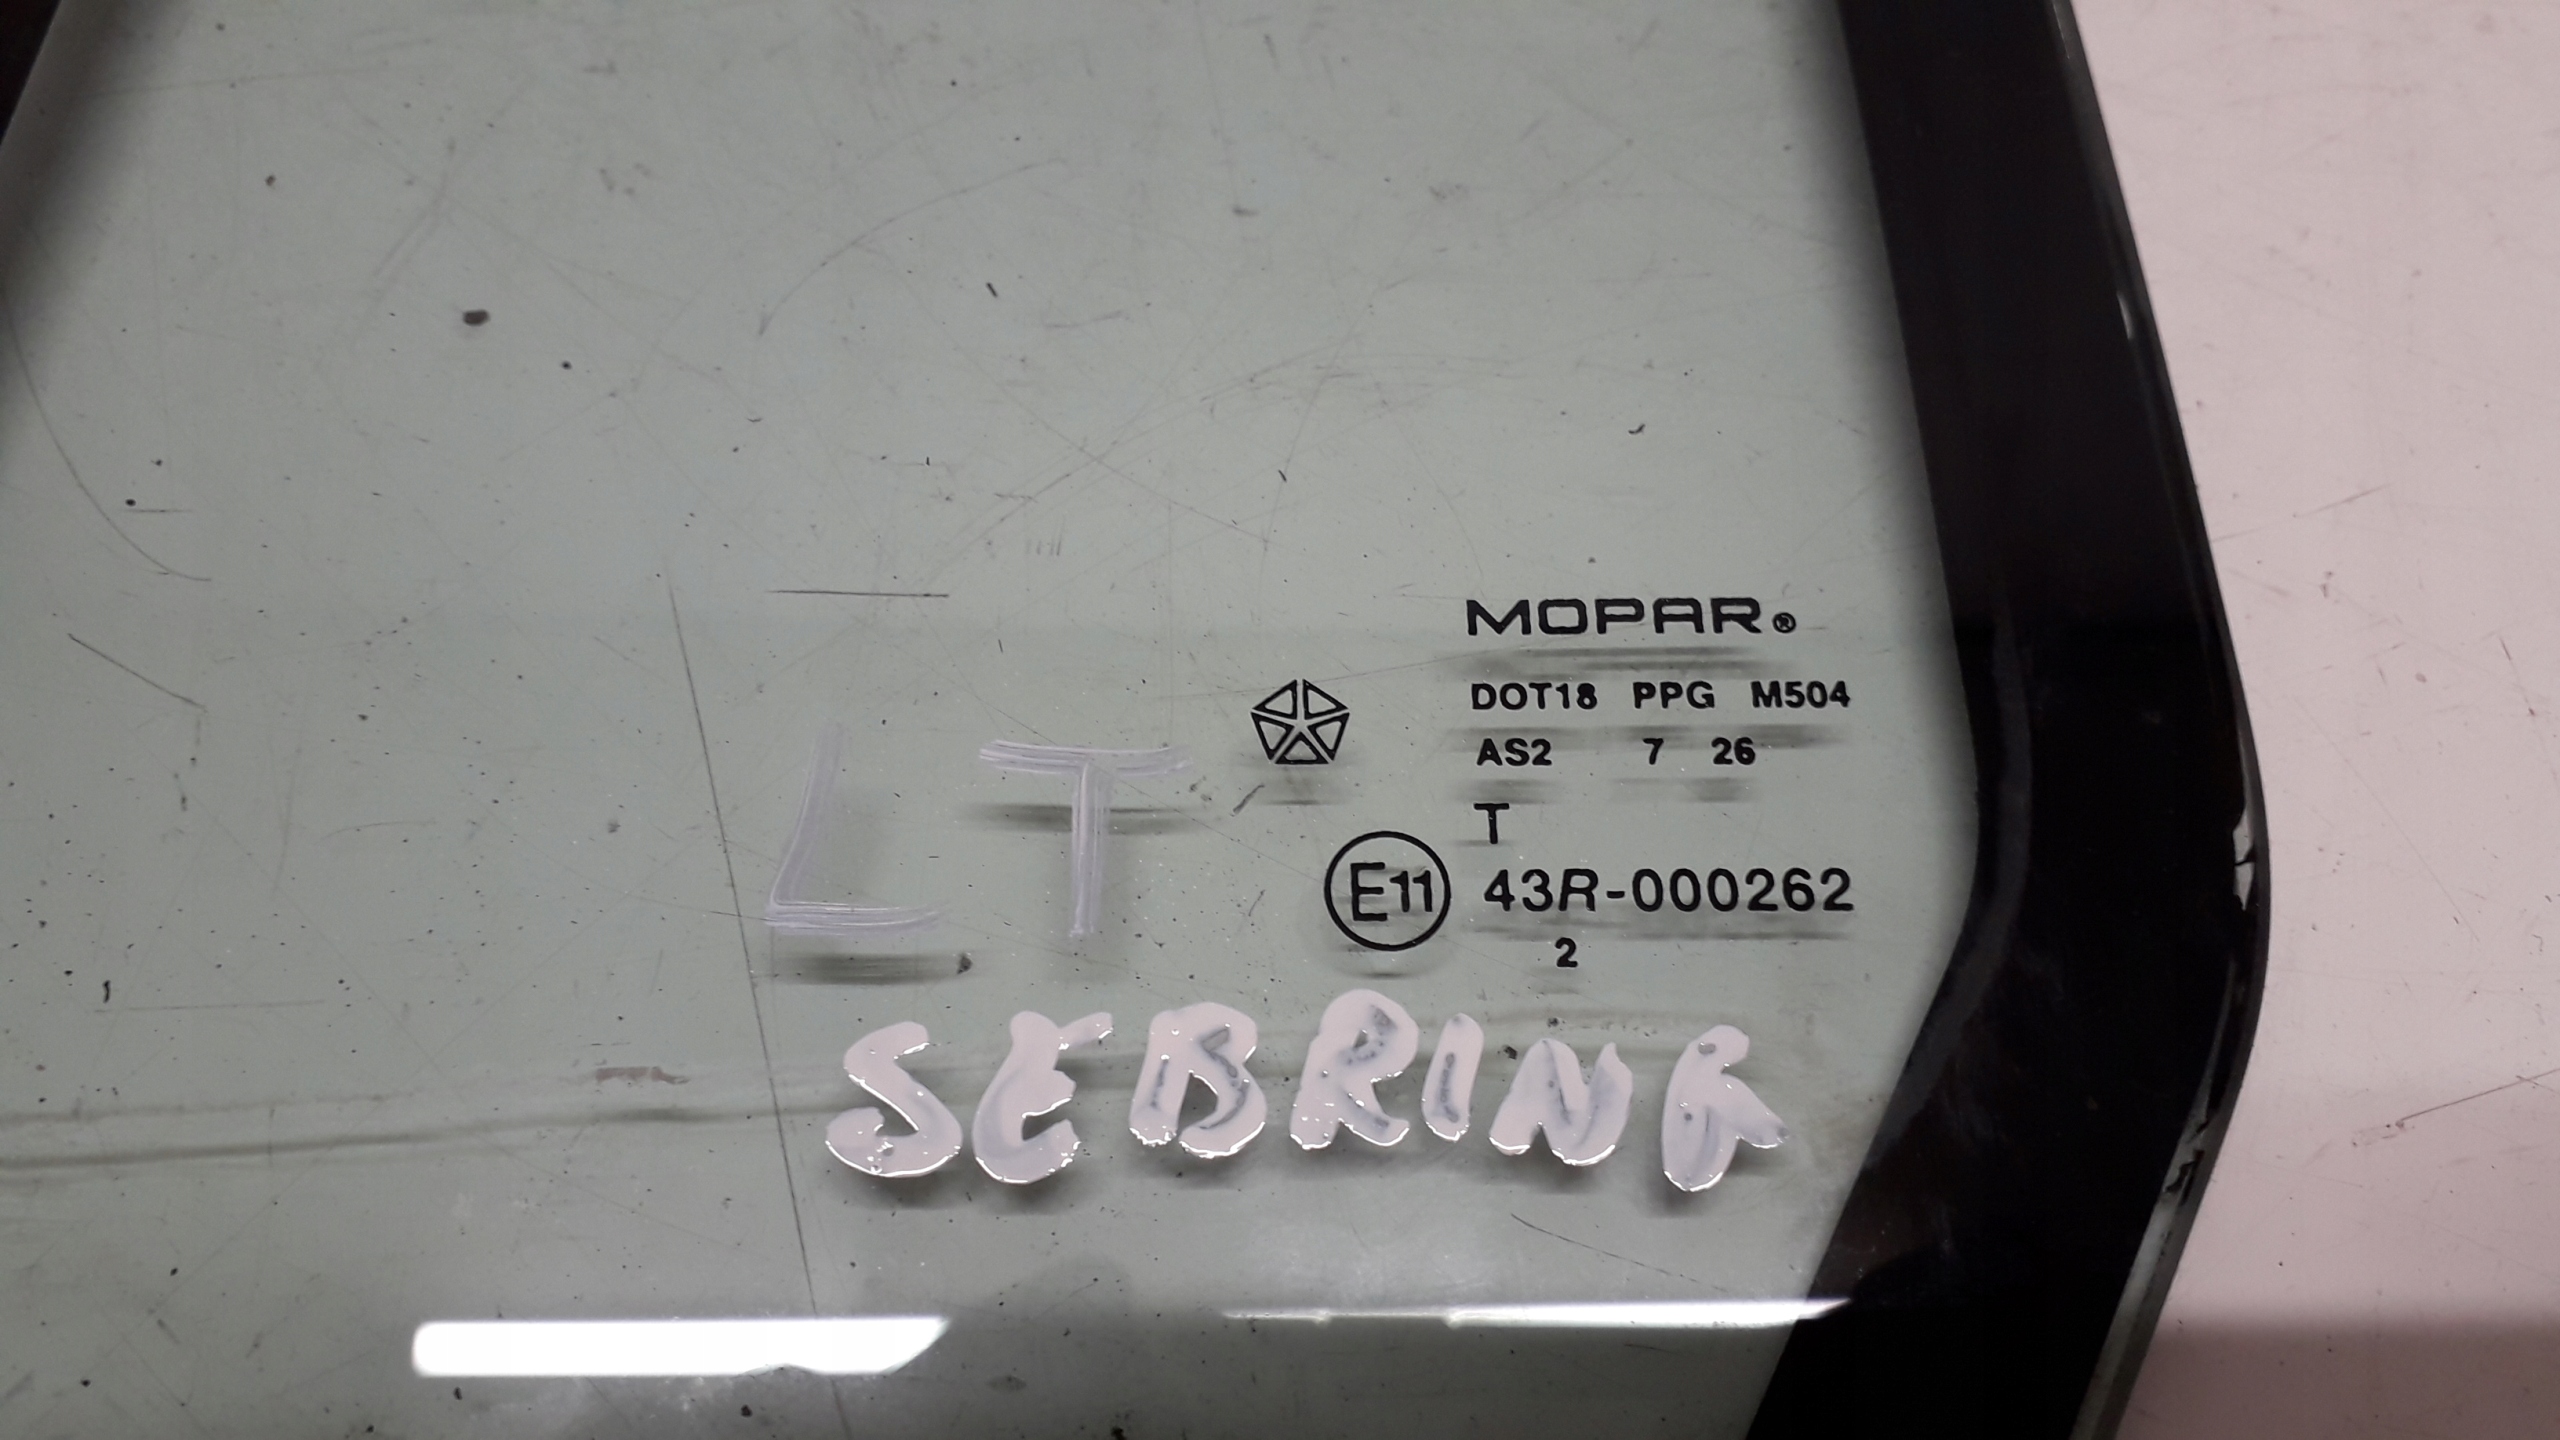 MOPAR®
DOT18 PPG M504
AS2 7 26
T
E11 43R-000262
2
LT
SEBRING